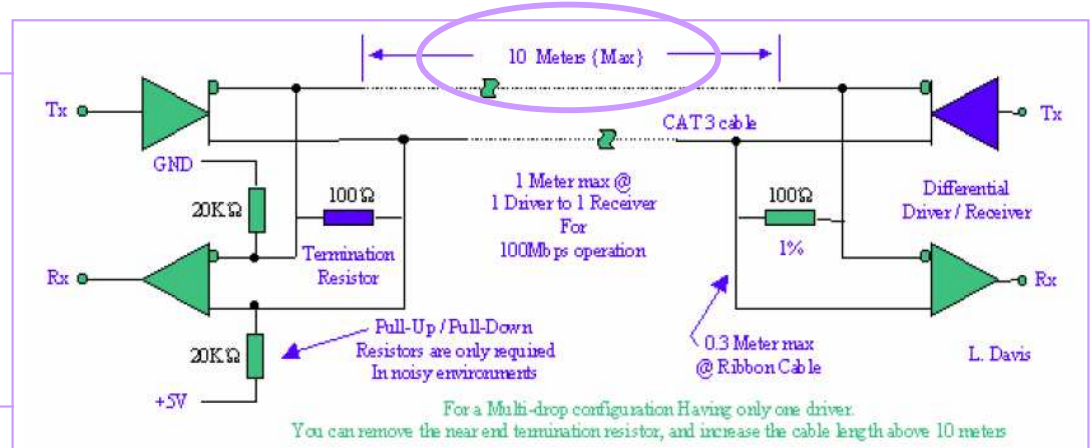 10 Meters {Max}
Tx
CAT 3 cable
Tx
GND
20KΩ
100Ω
1 Meter max @
1 Driver to 1 Receiver
For
100Mbps operation
100Ω
1%
Differential
Driver / Receiver
Termination
Resistor
Rx
Rx
20KΩ
+5V
Pull-Up / Pull-Down
Resistors are only required
In noisy environments
0.3 Meter max
@ Ribbon Cable
L. Davis
For a Multi-drop configuration Having only one driver.
You can remove the near end termination resistor, and increase the cable length above 10 meters